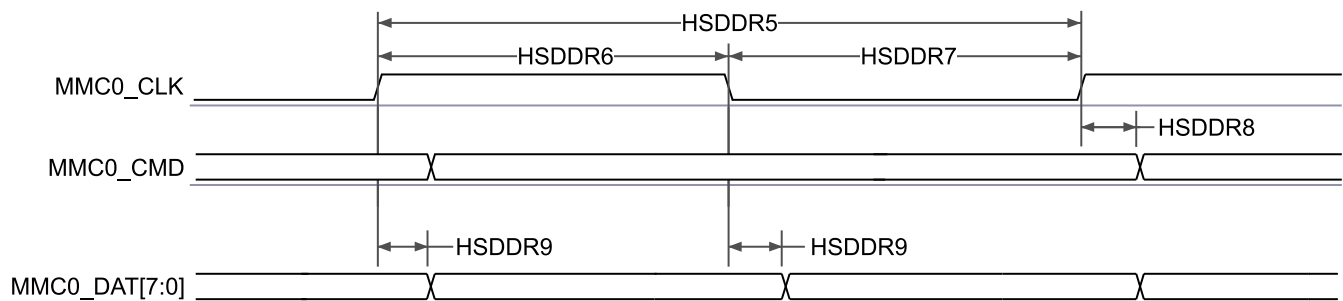 HSDDR5
HSDDR6 HSDDR7
MMC0_CLK
HSDDR8
MMC0_CMD
HSDDR9 HSDDR9
MMC0_DAT[7:0]